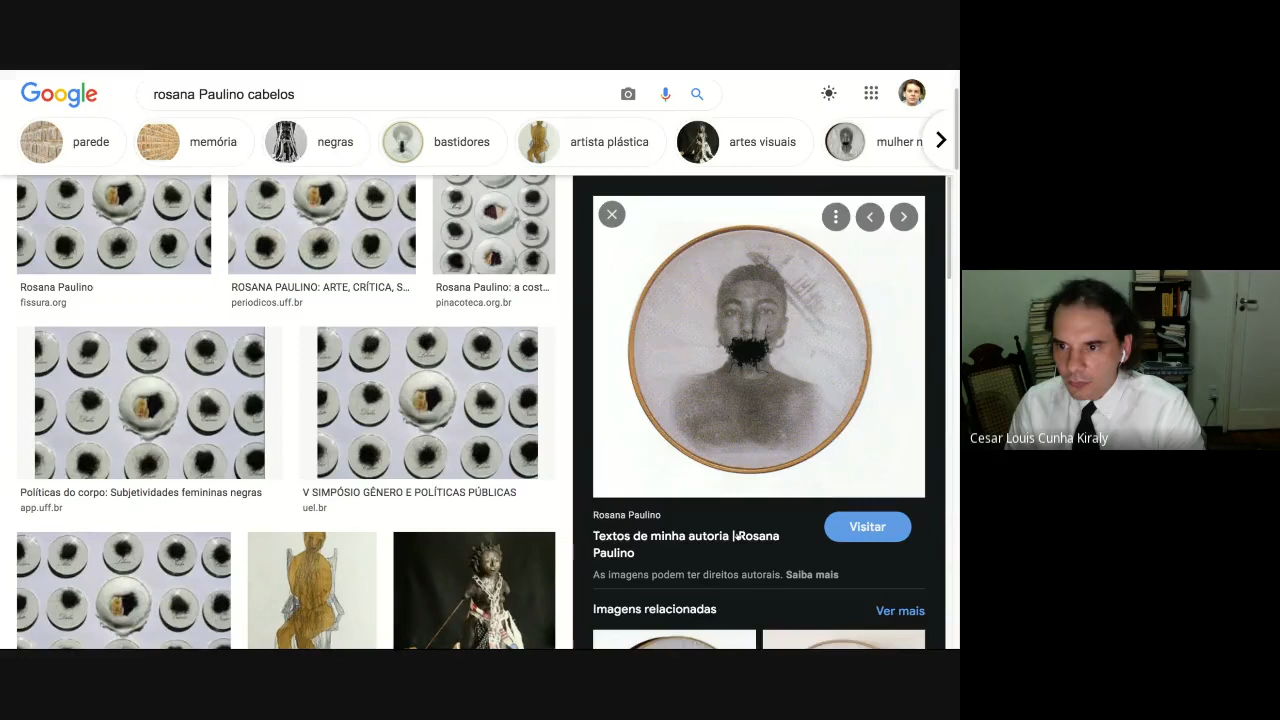 Google
rosana Paulino cabelos
parede
memória
negras
bastidores
artista plástica
artes visuais
mulher n
Rosana Paulino
fissura.org
ROSANA PAULINO: ARTE, CRÍTICA, S...
periodicos.uff.br
Rosana Paulino: a cost...
pinacoteca.org.br
Políticas do corpo: Subjetividades femininas negras
app.uff.br
V SIMPÓSIO GÊNERO E POLÍTICAS PÚBLICAS
uel.br
Rosana Paulino
Textos de minha autoria | Rosana
Paulino
Visitar
As imagens podem ter direitos autorais. Saiba mais
Imagens relacionadas
Ver mais
Cesar Louis Cunha Kiraly